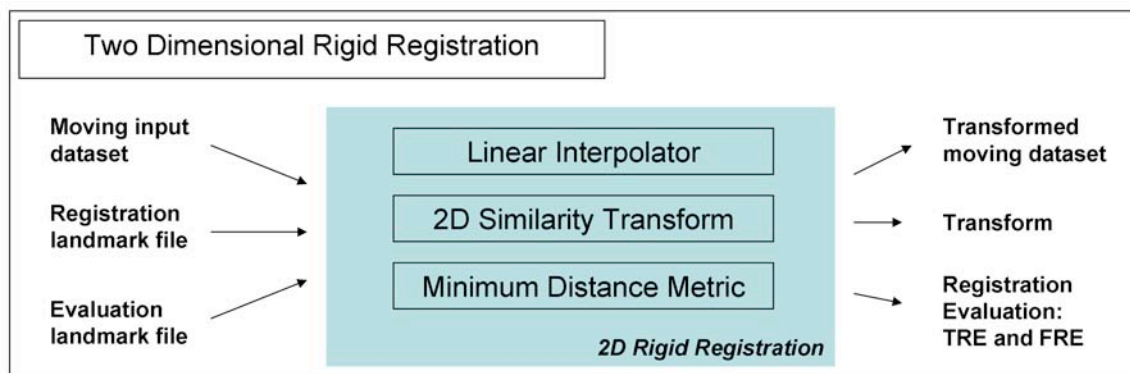 Two Dimensional Rigid Registration
Moving input
dataset
Registration
landmark file
Evaluation
landmark file
Linear Interpolator
2D Similarity Transform
Minimum Distance Metric
2D Rigid Registration
Transformed
moving dataset
Transform
Registration
Evaluation:
TRE and FRE